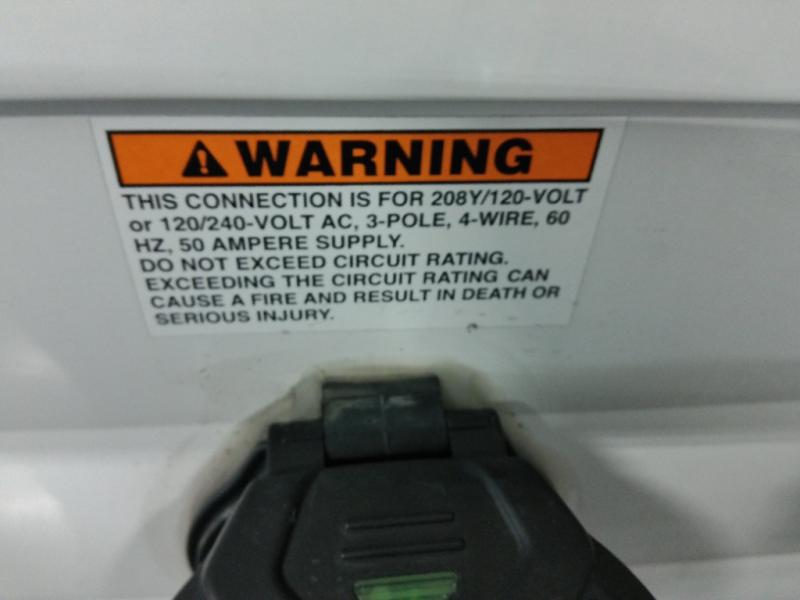 WARNING
THIS CONNECTION IS FOR 208Y/120-VOLT
or 120/240-VOLT AC, 3-POLE, 4-WIRE, 60
HZ, 50 AMPERE SUPPLY.
DO NOT EXCEED CIRCUIT RATING.
EXCEEDING THE CIRCUIT RATING CAN
CAUSE A FIRE AND RESULT IN DEATH OR
SERIOUS INJURY.